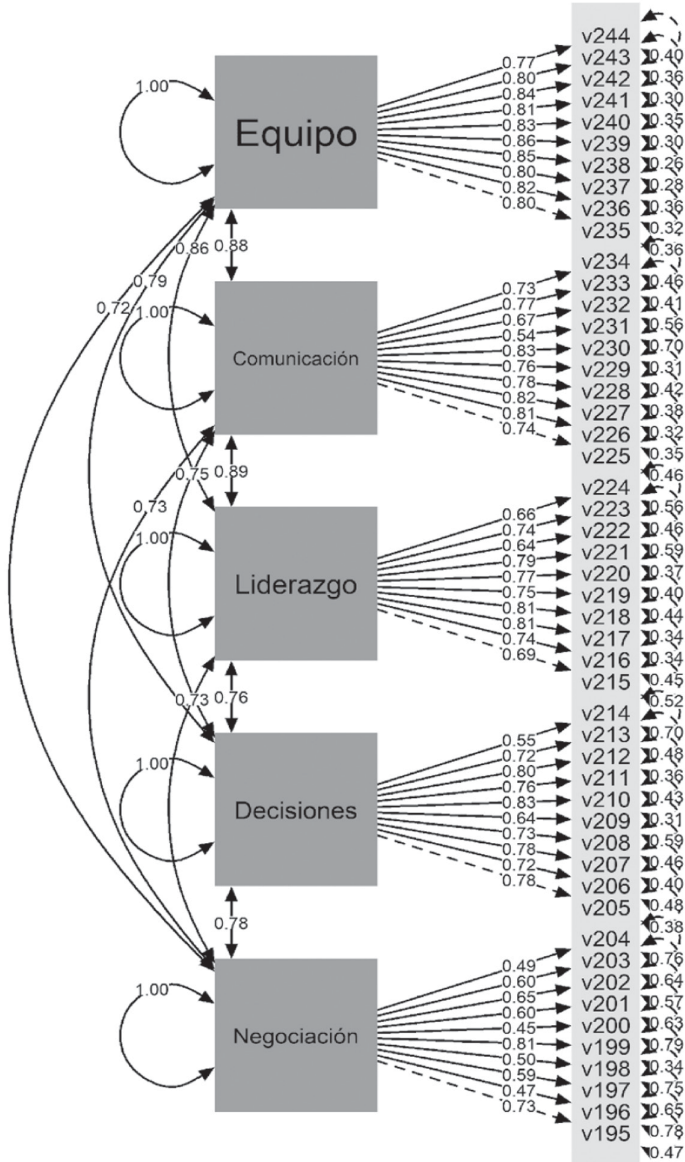 v244
0.77
v243
0.40
0.80
v242
0.36
1.00
0.84
v241
0.30
0.81
v240
0.35
Equipo
0.83
v239
0.30
0.86
v238
0.26
0.85
v237
0.28
0.80
v236
0.36
0.82
v235
0.32
0.80
0.36
0.86
0.88
v234
0.79
0.73
v233
0.46
0.72
1.00
0.77
v232
0.41
0.67
v231
0.56
0.54
v230
0.70
Comunicación
0.83
v229
0.31
0.76
v228
0.42
0.78
v227
0.38
0.82
v226
0.32
0.81
v225
0.35
0.74
0.46
0.75
0.89
v224
0.73
0.66
v223
0.56
1.00
0.74
v222
0.46
0.64
v221
0.59
0.79
v220
0.37
Liderazgo
0.77
v219
0.40
0.75
v218
0.44
0.81
v217
0.34
0.81
v216
0.34
0.74
v215
0.45
0.69
0.52
0.73
0.76
v214
0.55
v213
0.70
0.72
v212
0.48
1.00
0.80
v211
0.36
0.76
v210
0.43
Decisiones
0.83
v209
0.31
0.64
v208
0.59
0.73
v207
0.46
0.78
v206
0.40
0.72
v205
0.48
0.78
0.38
0.78
v204
0.49
v203
0.76
0.60
v202
0.64
1.00
0.65
v201
0.57
0.60
v200
0.63
Negociación
0.45
v199
0.79
0.81
v198
0.34
0.50
v197
0.75
0.59
v196
0.65
0.47
v195
0.78
0.73
0.47